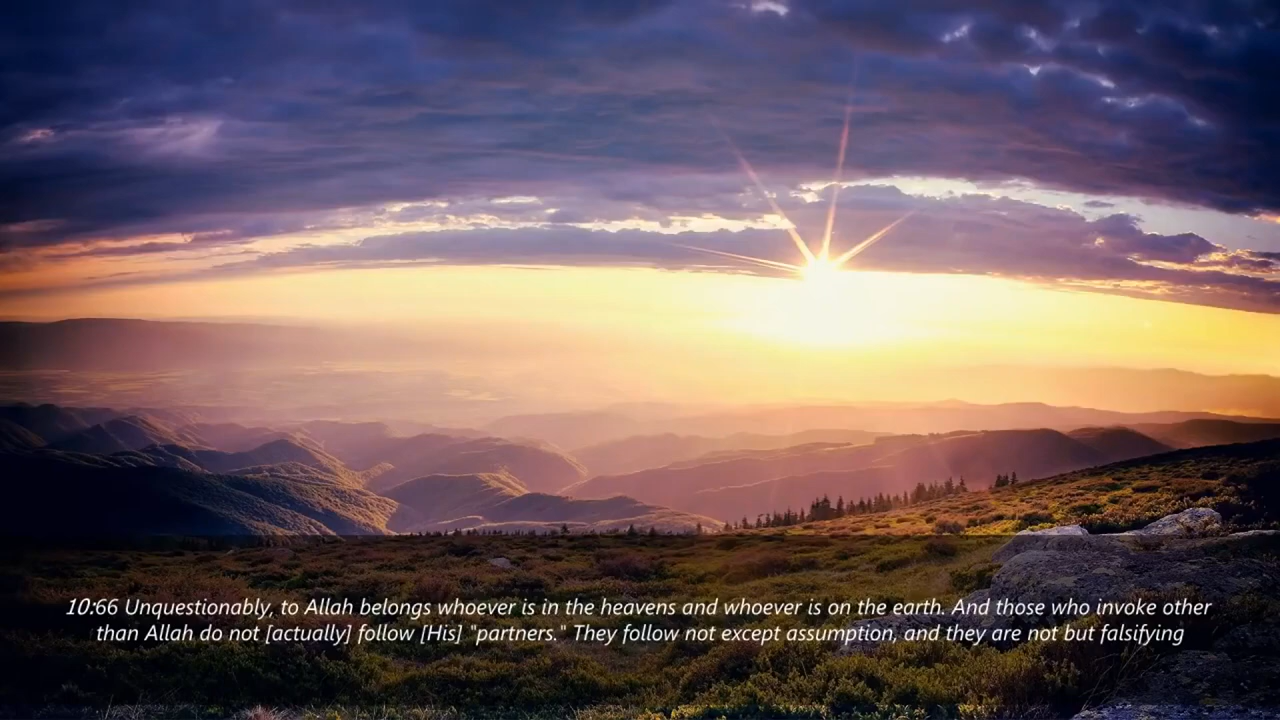 10:66 Unquestionably, to Allah belongs whoever is in the heavens and whoever is on the earth. And those who invoke other
than Allah do not [actually] follow [His] "partners." They follow not except assumption, and they are not but falsifying